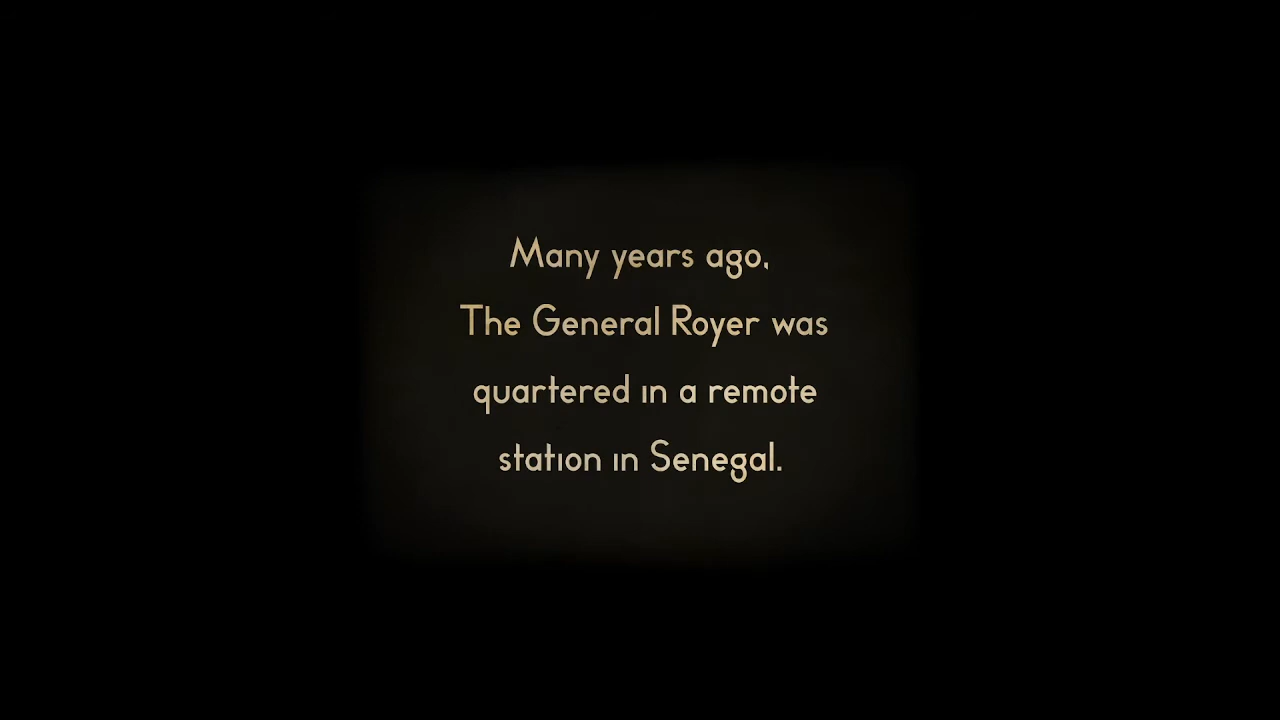 Many years ago,
The General Royer was
quartered in a remote
station in Senegal.